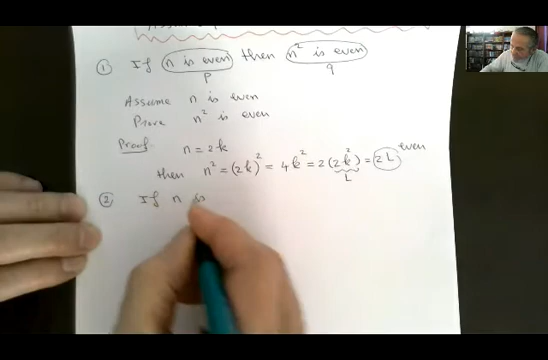 ① If n is even then n² is even
p q
Assume n is even
Prove n² is even
Proof n = 2k
then n² = (2k)² = 4k² = 2(2k²) = 2L even
L
② If n is